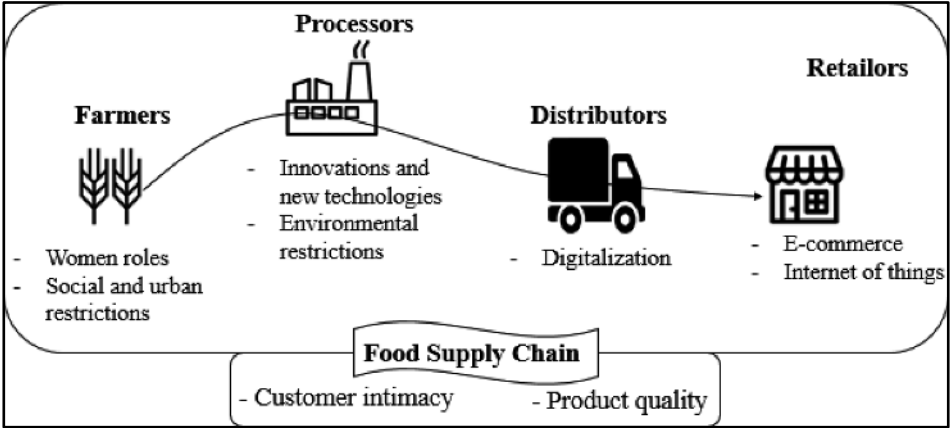 Farmers
- Women roles
- Social and urban
restrictions
Processors
- Innovations and
new technologies
- Environmental
restrictions
Distributors
- Digitalization
Retailors
- E-commerce
- Internet of things
Food Supply Chain
- Customer intimacy
- Product quality